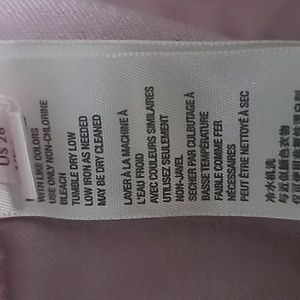 US 26
WITH LIKE COLORS
USE ONLY NON-CHLORINE
BLEACH
TUMBLE DRY LOW
LOW IRON AS NEEDED
MAY BE DRY CLEANED
LAVER À LA MACHINE À
L'EAU FROID
AVEC COULEURS SIMILAIRES
UTILISEZ SEULEMENT
NON-JAVEL
SECHER PAR CULBUTAGE À
BASSE TEMPÉRATURE
FAIBLE COMME FER
NÉCESSAIRES
PEUT ÊTRE NETTOYÉ À SEC
冷水机洗